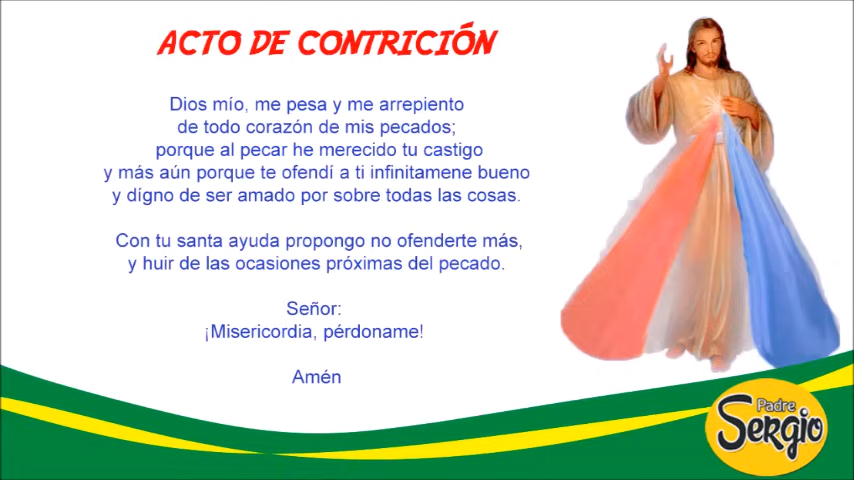 ACTO DE CONTRICIÓN
Dios mío, me pesa y me arrepiento
de todo corazón de mis pecados;
porque al pecar he merecido tu castigo
y más aún porque te ofendí a ti infinitamene bueno
y dígno de ser amado por sobre todas las cosas.
Con tu santa ayuda propongo no ofenderte más,
y huir de las ocasiones próximas del pecado.
Señor:
¡Misericordia, pérdoname!
Amén
Padre
Sergio